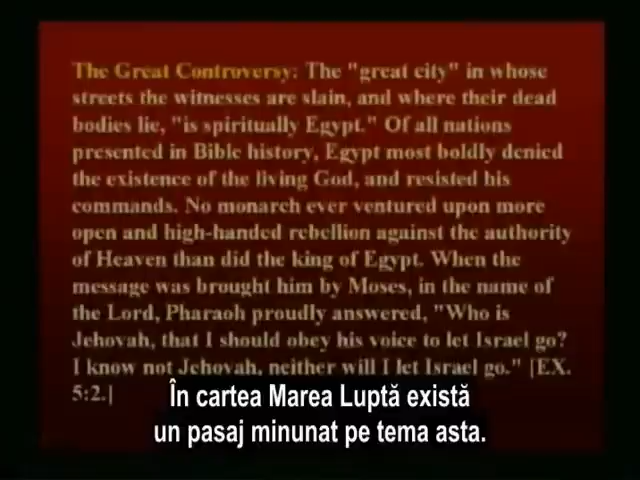 The Great Controversy: The "great city" in whose
streets the witnesses are slain, and where their dead
bodies lie, "is spiritually Egypt." Of all nations
presented in Bible history, Egypt most boldly denied
the existence of the living God, and resisted his
commands. No monarch ever ventured upon more
open and high-handed rebellion against the authority
of Heaven than did the king of Egypt. When the
message was brought him by Moses, in the name of
the Lord, Pharaoh proudly answered, "Who is
Jehovah, that I should obey his voice to let Israel go?
I know not Jehovah, neither will I let Israel go." [EX.
5:2.]
În cartea Marea Luptă există
un pasaj minunat pe tema asta.